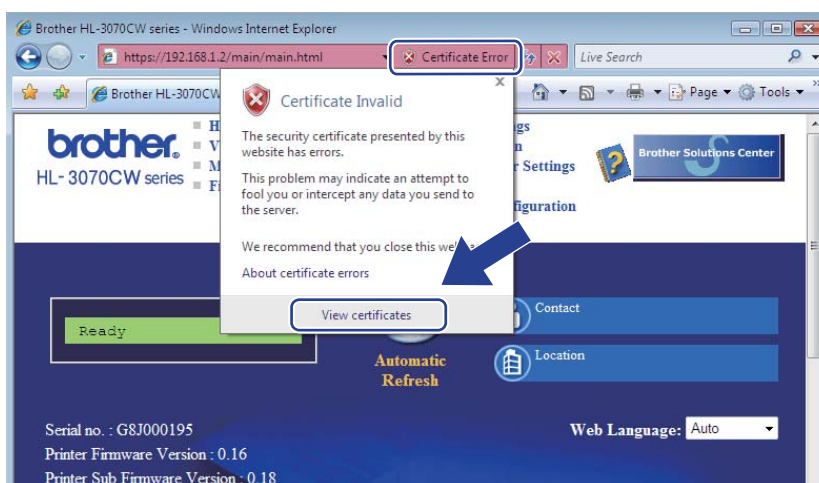 Brother HL-3070CW series - Windows Internet Explorer
https://192.168.1.2/main/main.html
Certificate Error
Live Search
Brother HL-3070CW
Page
Tools
x
Certificate Invalid
The security certificate presented by this
website has errors.
This problem may indicate an attempt to
fool you or intercept any data you send to
the server.
We recommend that you close this
About certificate errors
View certificates
brother
HL-3070CW series
H
V
M
Fi
gs
n
r Settings
figuration
Brother Solutions Center
Ready
Automatic
Refresh
Contact
Location
Serial no. : G8J000195
Web Language: Auto
Printer Firmware Version : 0.16
Printer Sub Firmware Version : 0.18